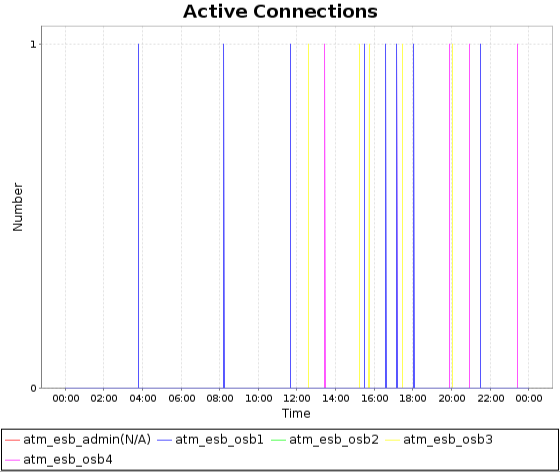 Active Connections
1
Number
0
00:00 02:00 04:00 06:00 08:00 10:00 12:00 14:00 16:00 18:00 20:00 22:00 00:00
Time
atm_esb_admin(N/A) atm_esb_osb1 atm_esb_osb2 atm_esb_osb3
atm_esb_osb4